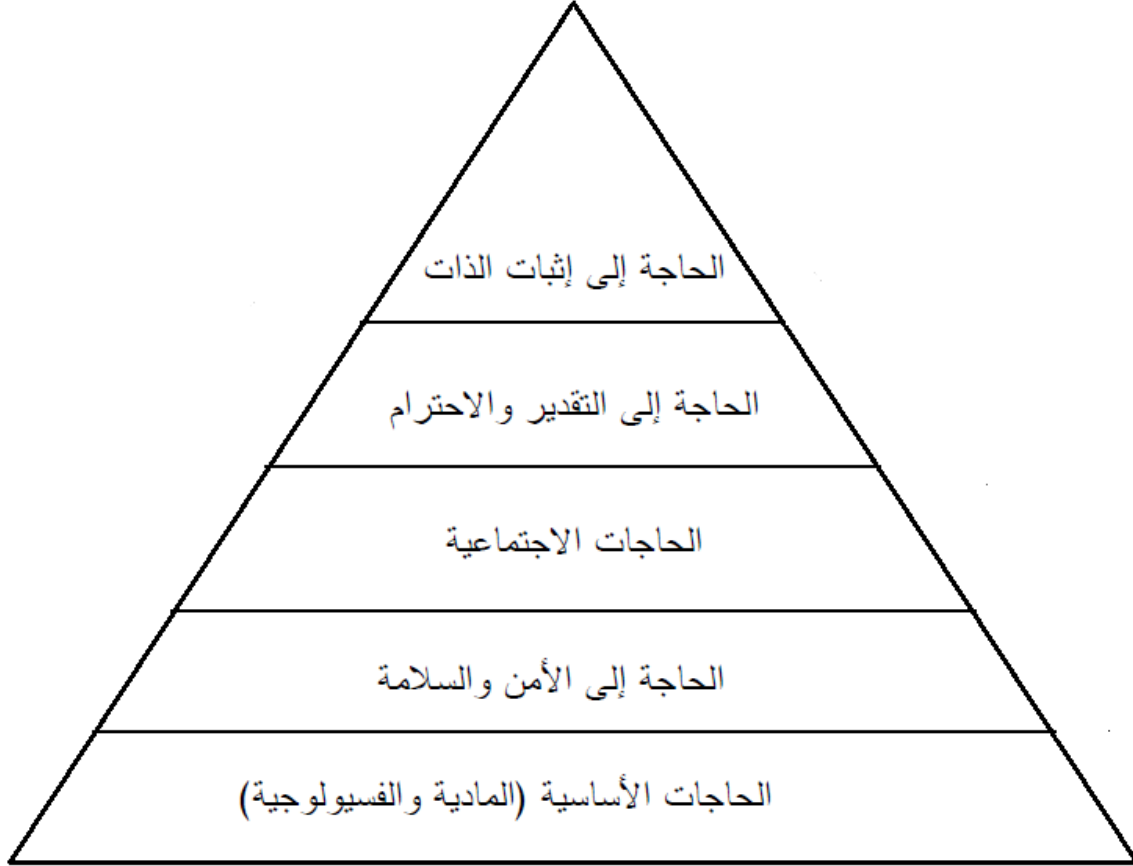 الحاجة إلى إثبات الذات
الحاجة إلى التقدير والاحترام
الحاجات الاجتماعية
الحاجة إلى الأمن والسلامة
الحاجات الأساسية (المادية والفسيولوجية)